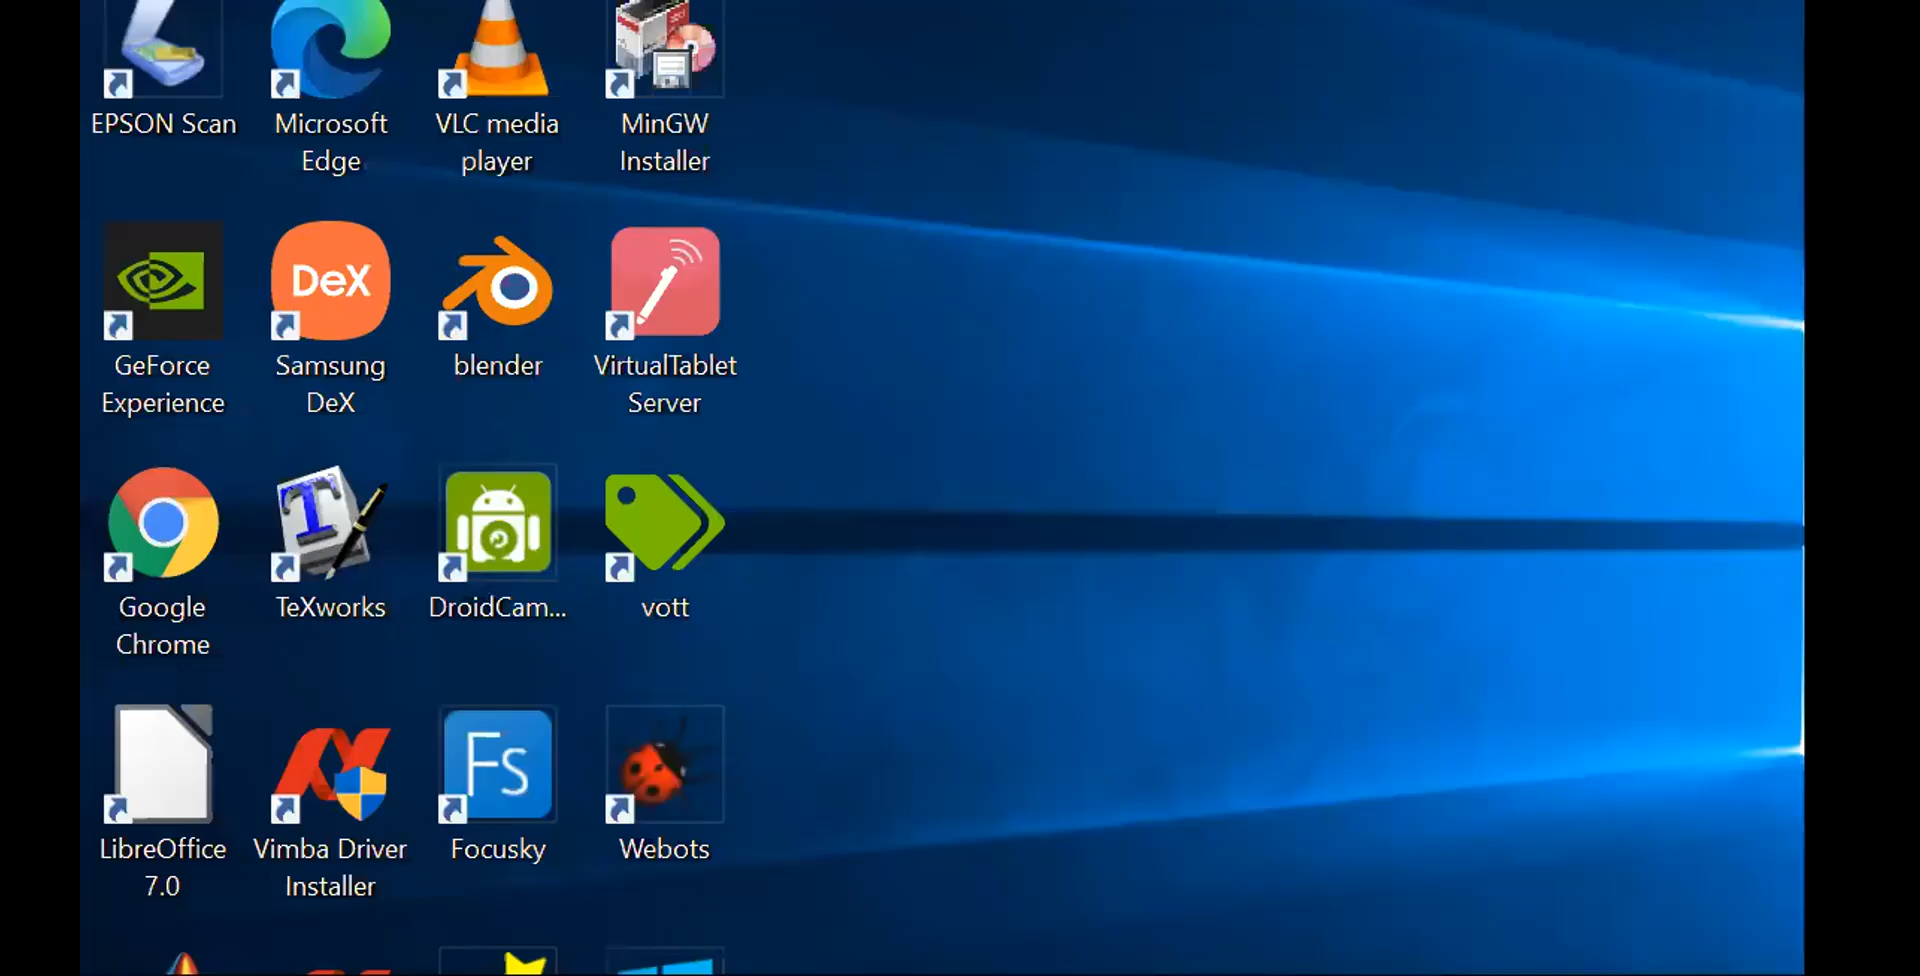 EPSON Scan
Microsoft
Edge
VLC media
player
MinGW
Installer
DeX
GeForce
Experience
Samsung
DeX
blender
VirtualTablet
Server
T
Google
Chrome
TeXworks
DroidCam...
vott
Fs
LibreOffice
7.0
Vimba Driver
Installer
Focusky
Webots